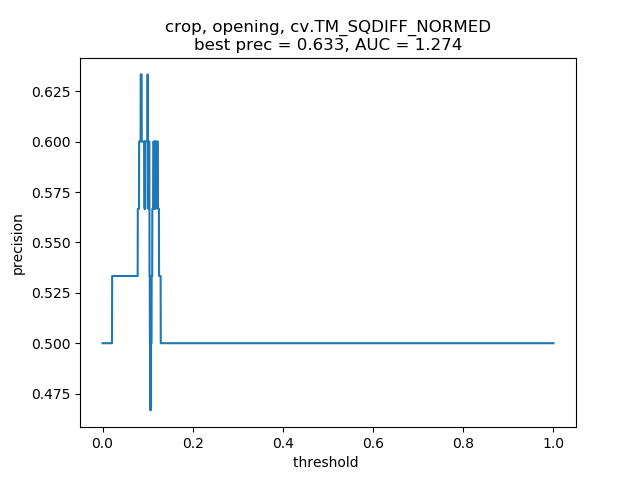 crop, opening, cv.TM_SQDIFF_NORMED
best prec = 0.633, AUC = 1.274
0.625
0.600
0.575
0.550
0.525
0.500
0.475
precision
0.0 0.2 0.4 0.6 0.8 1.0
threshold